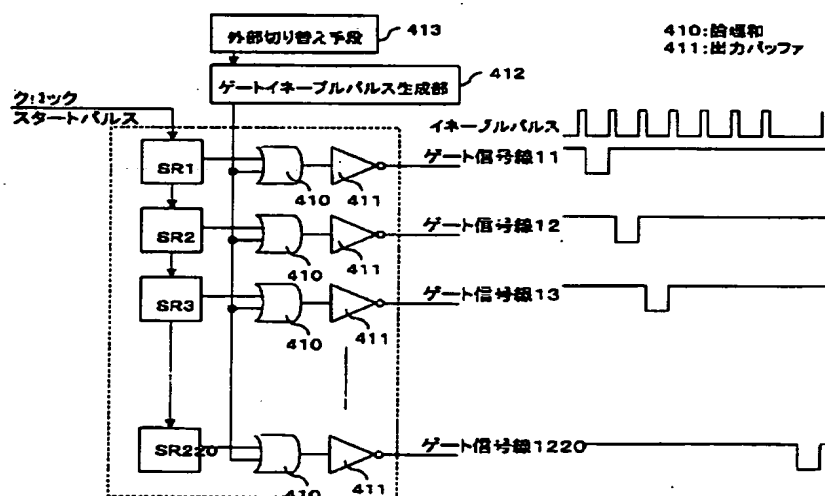 外部切り替え手段
413
410:論理和
411:出力バッファ
ゲートイネーブルパルス生成部
412
クロック
スタートパルス
イネーブルパルス
SR1
410
411
ゲート信号線11
SR2
410
411
ゲート信号線12
SR3
410
411
ゲート信号線13
SR220
410
411
ゲート信号線1220